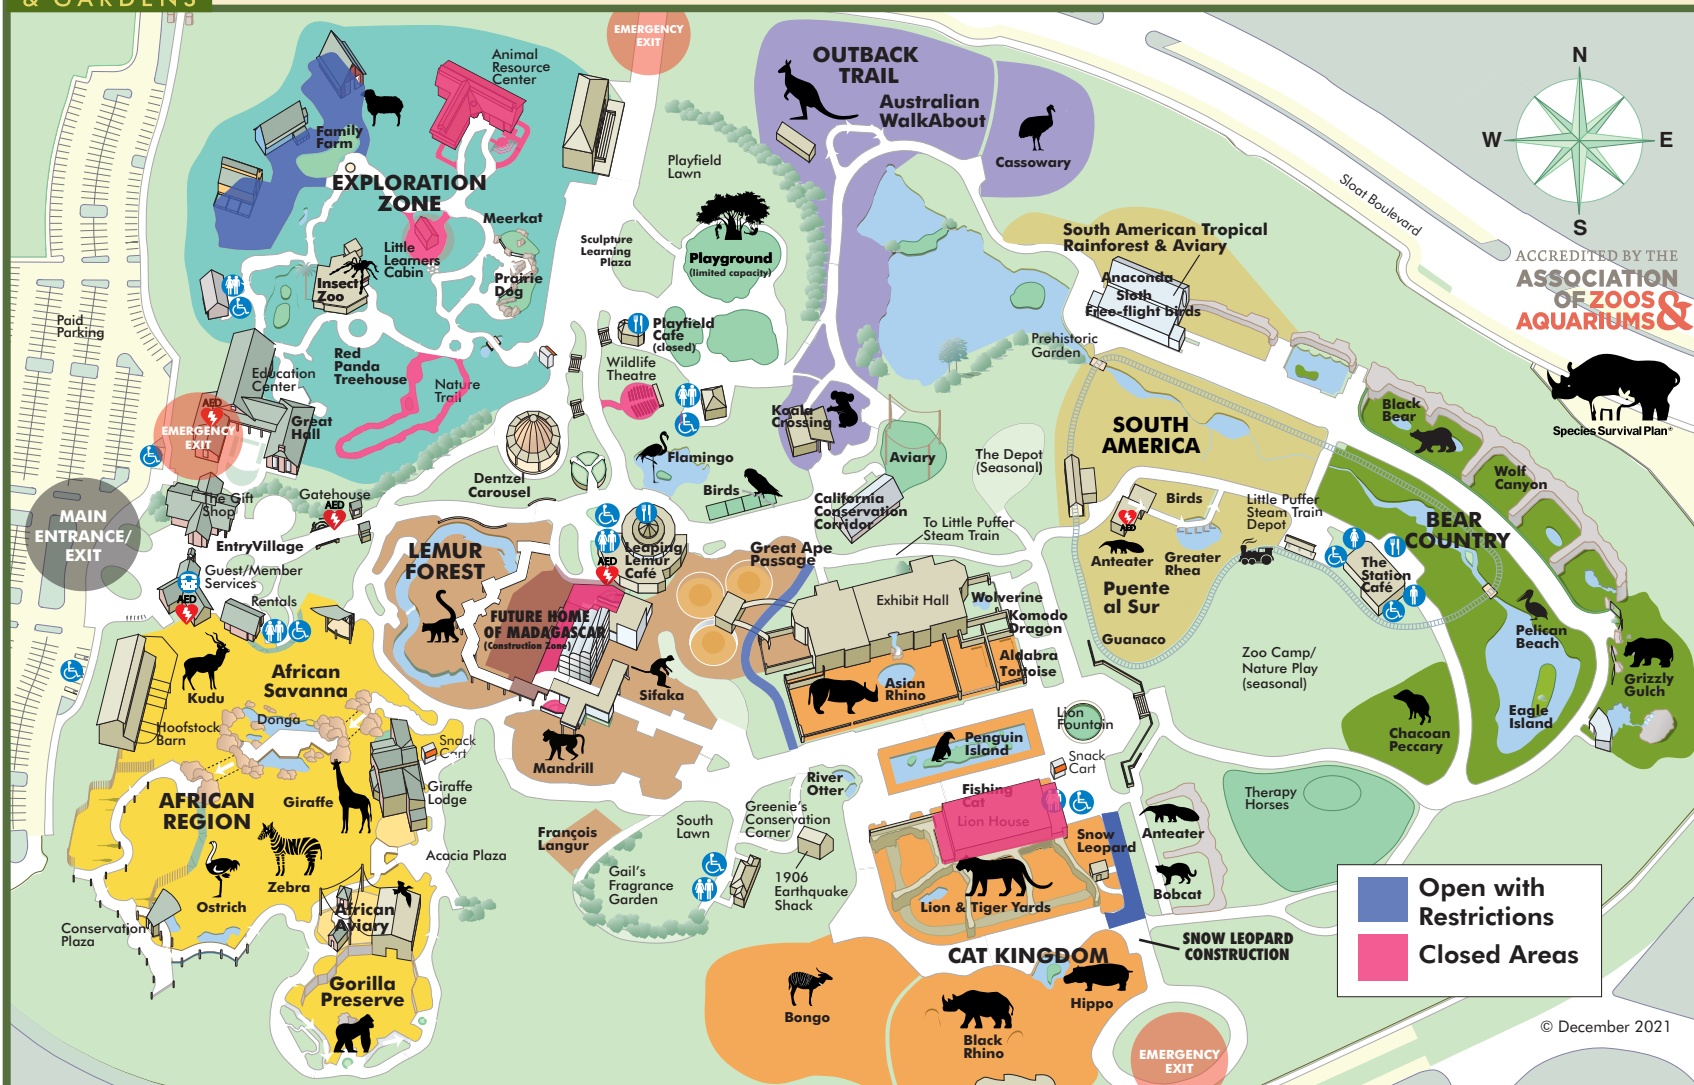 & GARDENS
EMERGENCY
EXIT
Animal
Resource
Center
Family
Farm
EXPLORATION
ZONE
Meerkat
Little
Learners
Cabin
Insect
Zoo
Prairie
Dog
Red
Panda
Treehouse
Nature
Trail
Education
Center
Great
Hall
AED
EMERGENCY
EXIT
Paid
Parking
MAIN
ENTRANCE/
EXIT
The Gift
Shop
Gatehouse
AED
EntryVillage
Guest/Member
Services
AED
Rentals
OUTBACK
TRAIL
Australian
WalkAbout
Cassowary
Playfield
Lawn
Sculpture
Learning
Plaza
Playground
(limited capacity)
Playfield
Cafe
(closed)
Wildlife
Theatre
Koala
Crossing
Flamingo
Birds
Dentzel
Carousel
Aviary
California
Conservation
Corridor
The Depot
(Seasonal)
To Little Puffer
Steam Train
South American Tropical
Rainforest & Aviary
Anaconda
Sloth
Free-flight birds
Prehistoric
Garden
SOUTH
AMERICA
Birds
AED
Anteater
Greater
Rhea
Puente
al Sur
Guanaco
Little Puffer
Steam Train
Depot
Sloat Boulevard
N
W
E
S
ACCREDITED BY THE
ASSOCIATION
OF ZOOS
&
AQUARIUMS
Species Survival Plan®
Black
Bear
Wolf
Canyon
BEAR
COUNTRY
The
Station
Café
Pelican
Beach
Grizzly
Gulch
Eagle
Island
Chacoan
Peccary
Zoo Camp/
Nature Play
(seasonal)
LEMUR
FOREST
Leaping
Lemur
Café
AED
FUTURE HOME
OF MADAGASCAR
(Construction Zone)
Sifaka
Mandrill
Great Ape
Passage
Exhibit Hall
Wolverine
Komodo
Dragon
Aldabra
Tortoise
Asian
Rhino
Lion
Fountain
Penguin
Island
Snack
Cart
African
Savanna
Kudu
Hoofstock
Barn
Donga
Snack
Cart
Giraffe
Lodge
Giraffe
AFRICAN
REGION
Zebra
Ostrich
Acacia Plaza
African
Aviary
Conservation
Plaza
Gorilla
Preserve
François
Langur
South
Lawn
Gail's
Fragrance
Garden
Greenie's
Conservation
Corner
1906
Earthquake
Shack
River
Otter
Fishing
Cat
Lion House
Snow
Leopard
Anteater
Bobcat
Therapy
Horses
Lion & Tiger Yards
CAT KINGDOM
SNOW LEOPARD
CONSTRUCTION
Bongo
Black
Rhino
Hippo
EMERGENCY
EXIT
Open with
Restrictions
Closed Areas
© December 2021